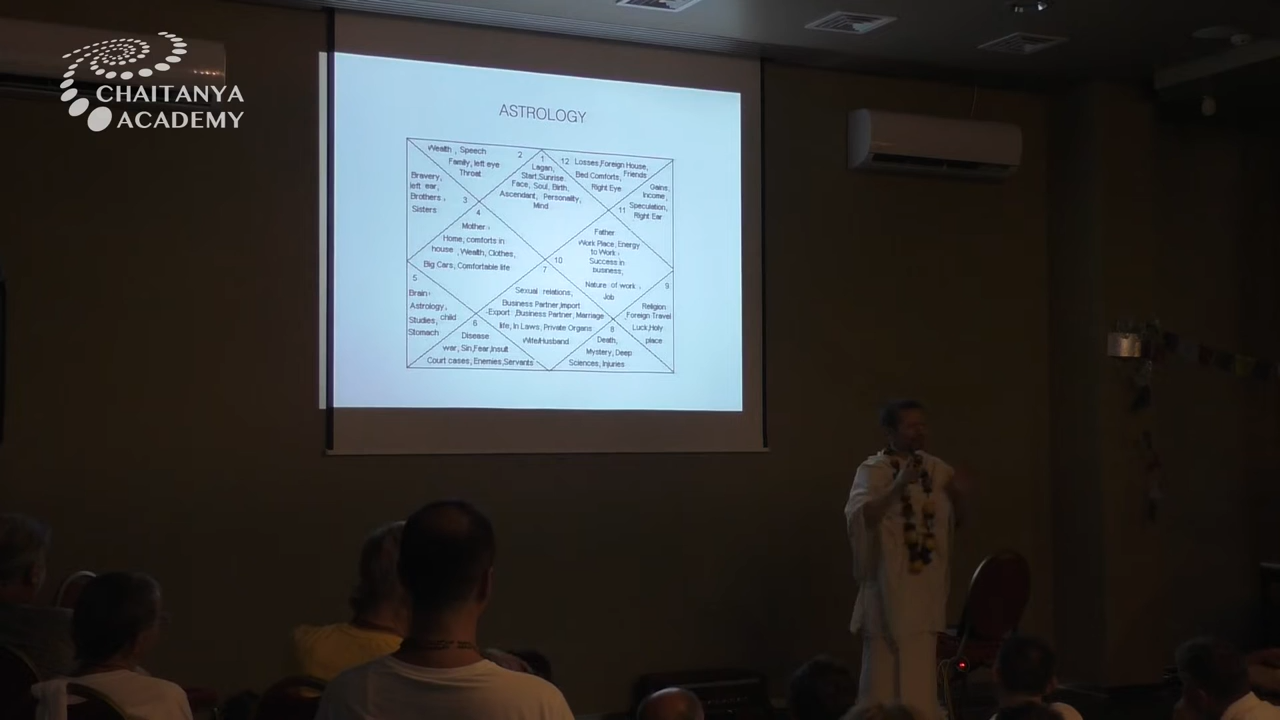 CHAITANYA
ACADEMY
ASTROLOGY
Wealth , Speech
2
Family, left eye
Throat
1
Lagan,
Start,Sunrise,
Face, Soul, Birth,
Ascendant, Personality,
Mind
12 Losses,Foreign House,
Bed Comforts, Friends
Right Eye
Bravery,
left ear,
Brothers ,
Sisters
3
Gains,
Income,
Speculation,
11
Right Ear
4
Mother,
Home, comforts in
house , Wealth, Clothes,
Big Cars, Comfortable life
Father
Work Place, Energy
to Work ,
10
Success in
business,
Nature of work ,
Job
7
Sexual relations,
Business Partner,Import
-Export ,Business Partner, Marriage
life, In Laws, Private Organs
Wife/Husband
5
Brain,
Astrology,
Studies, child
Stomach
9
Religion
Foreign Travel
Luck,Holy
place
6
Disease
war, Sin,Fear,Insult
Court cases, Enemies,Servants
8
Death,
Mystery, Deep
Sciences, Injuries